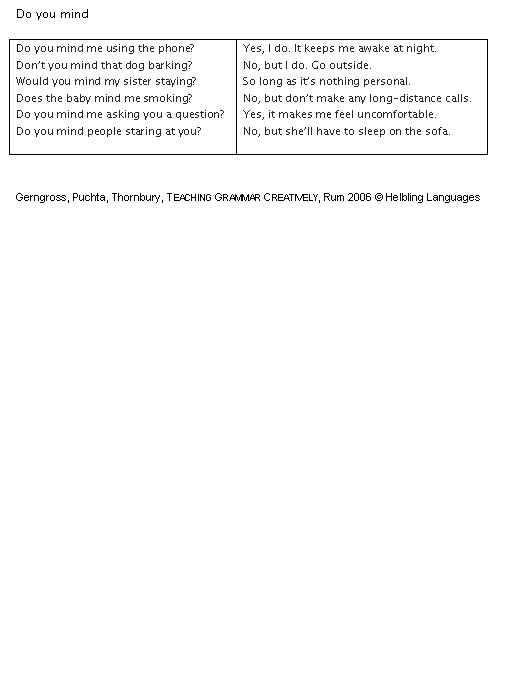 Do you mind
Do you mind me using the phone?
Don't you mind that dog barking?
Would you mind my sister staying?
Does the baby mind me smoking?
Do you mind me asking you a question?
Do you mind people staring at you?
Yes, I do. It keeps me awake at night.
No, but I do. Go outside.
So long as it's nothing personal.
No, but don't make any long-distance calls.
Yes, it makes me feel uncomfortable.
No, but she'll have to sleep on the sofa.
Gerngross, Puchta, Thornbury, TEACHING GRAMMAR CREATIVELY, Rum 2006 © Helbling Languages